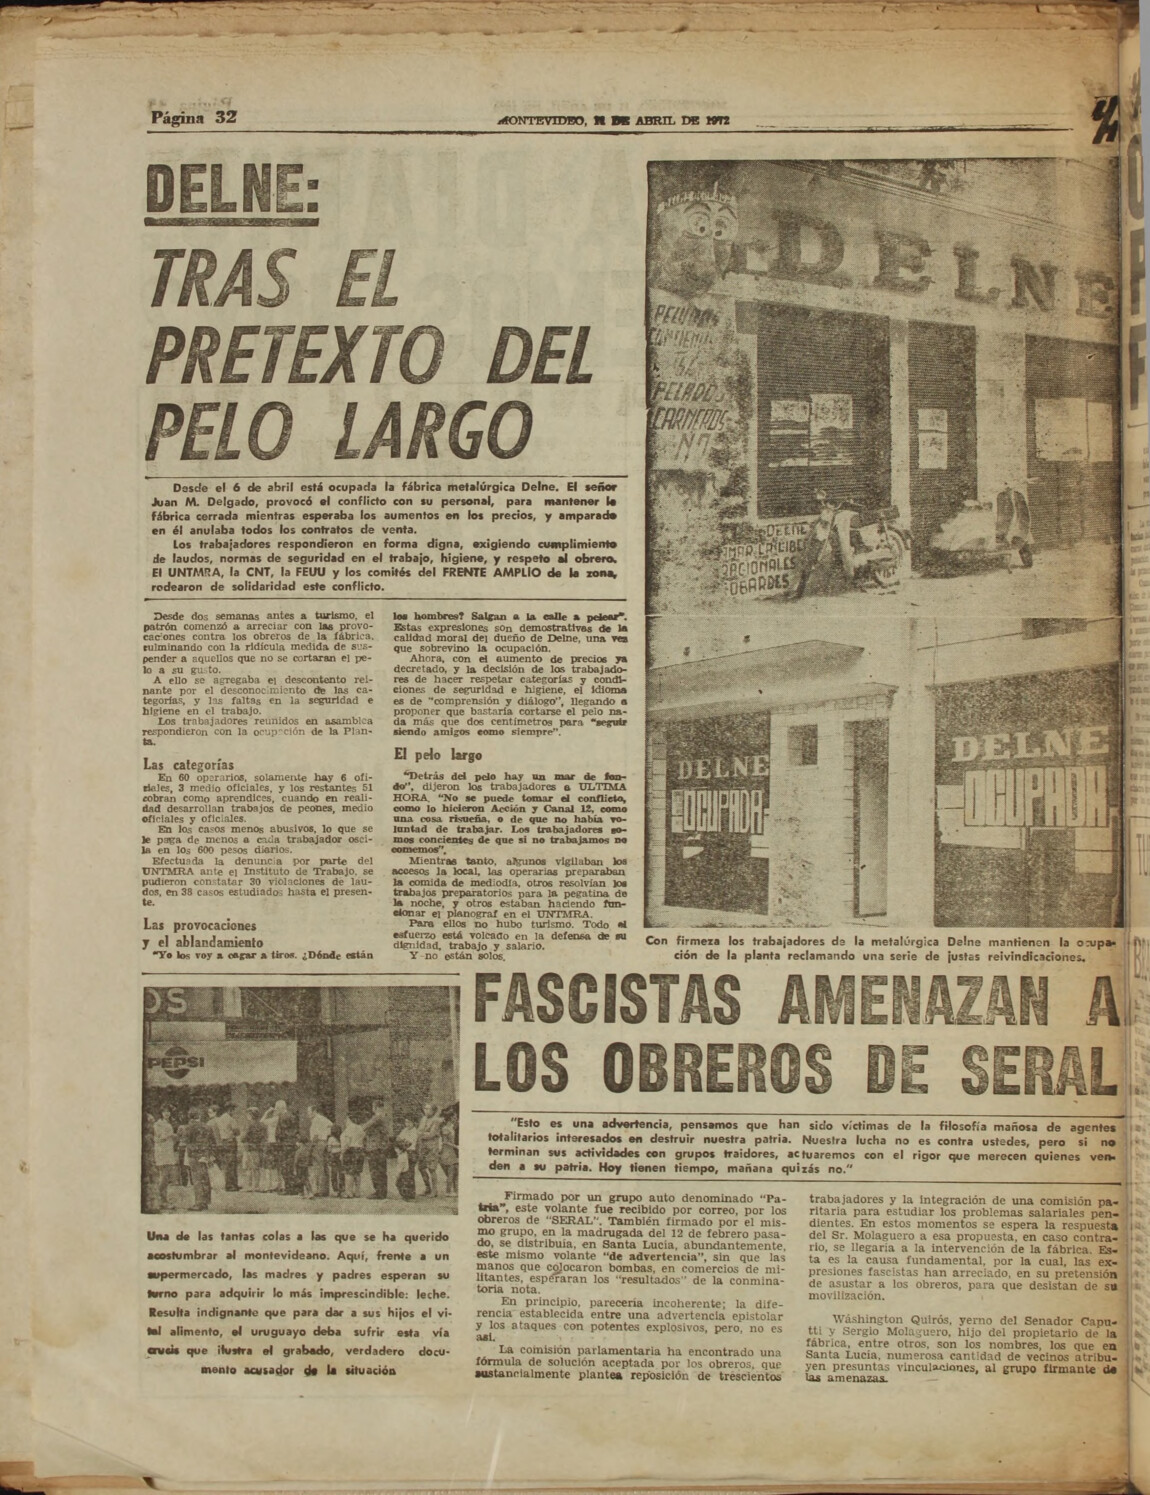 Página 32
MONTEVIDEO, DE ABRIL DE 1972
DELNE:
TRAS EL
PRETEXTO DEL
PELO LARGO
Desde el 6 de abril está ocupada la fábrica metalúrgica Delne. El señor
Juan M. Delgado, provocó el conflicto con su personal, para mantener la
fábrica cerrada mientras esperaba los aumentos en los precios, y amparado
en él anulaba todos los contratos de venta.
Los trabajadores respondieron en forma digna, exigiendo cumplimiento
de laudos, normas de seguridad en el trabajo, higiene, y respeto al obrero.
El UNTMRA, la CNT, la FEUU y los comités del FRENTE AMPLIO de la zona,
rodearon de solidaridad este conflicto.
Desde dos semanas antes a turismo, el
patrón comenzó a arreciar con las provo-
caciones contra los obreros de la fábrica,
culminando con la ridícula medida de sus-
pender a aquellos que no se cortaran el pe-
lo a su gusto.
A ello se agregaba el descontento rei-
nante por el desconocimiento de las ca-
tegorías, y las faltas en la seguridad e
higiene en el trabajo.
Los trabajadores reunidos en asamblea
respondieron con la ocupación de la Plan-
ta.
Las categorías
En 60 operarios, solamente hay 6 ofi-
ciales, 3 medio oficiales, y los restantes 51
cobran como aprendices, cuando en reali-
dad desarrollan trabajos de peones, medio
oficiales y oficiales.
En los casos menos abusivos, lo que se
le paga de menos a cada trabajador osci-
la en los 600 pesos diarios.
Efectuada la denuncia por parte del
UNTMRA ante el Instituto de Trabajo, se
pudieron constatar 30 violaciones de lau-
dos, en 38 casos estudiados hasta el presen-
te.
Las provocaciones
y el ablandamiento
"Yo los voy a cagar a tiros. ¿Dónde están
los hombres? Salgan a la calle a pelear".
Estas expresiones son demostrativas de la
calidad moral del dueño de Delne, una vez
que sobrevino la ocupación.
Ahora, con el aumento de precios ya
decretado, y la decisión de los trabajado-
res de hacer respetar categorías y condi-
ciones de seguridad e higiene, el idioma
es de "comprensión y diálogo", llegando a
proponer que bastaría cortarse el pelo na-
da más que dos centímetros para "seguir
siendo amigos como siempre".
El pelo largo
"Detrás del pelo hay un mar de fon-
do", dijeron los trabajadores a ULTIMA
HORA. "No se puede tomar el conflicto,
como lo hicieron Acción y Canal 12, como
una cosa risueña, o de que no había vo-
luntad de trabajar. Los trabajadores so-
mos concientes de que si no trabajamos no
comemos".
Mientras tanto, algunos vigilaban los
accesos la local, las operarias preparaban
la comida de mediodía, otros resolvían los
trabajos preparatorios para la pegatina de
la noche, y otros estaban haciendo fun-
cionar el planograf en el UNTMRA.
Para ellos no hubo turismo. Todo el
esfuerzo está volcado en la defensa de su
dignidad, trabajo y salario.
Y no están solos.
DELNE
PELUDOS
PELADOS
CARNEROS
NO
DELNE
DELNE
OCUPADA
DELNE
OCUPADA
Con firmeza los trabajadores de la metalúrgica Delne mantienen la ocupa-
ción de la planta reclamando una serie de justas reivindicaciones.
OS
PEPSI
Una de las tantas colas a las que se ha querido
acostumbrar al montevideano. Aquí, frente a un
supermercado, las madres y padres esperan su
turno para adquirir lo más imprescindible: leche.
Resulta indignante que para dar a sus hijos el vi-
tal alimento, el uruguayo deba sufrir esta vía
crucis que ilustra el grabado, verdadero docu-
mento acusador de la situación
FASCISTAS AMENAZAN A
LOS OBREROS DE SERAL
"Esto es una advertencia, pensamos que han sido víctimas de la filosofía mañosa de agentes
totalitarios interesados en destruir nuestra patria. Nuestra lucha no es contra ustedes, pero si no
terminan sus actividades con grupos traidores, actuaremos con el rigor que merecen quienes ven-
den a su patria. Hoy tienen tiempo, mañana quizás no."
Firmado por un grupo auto denominado "Pa-
tria", este volante fue recibido por correo, por los
obreros de "SERAL". También firmado por el mis-
mo grupo, en la madrugada del 12 de febrero pasa-
do, se distribuía, en Santa Lucía, abundantemente,
este mismo volante "de advertencia", sin que las
manos que colocaron bombas, en comercios de mi-
litantes, esperaran los "resultados" de la conmina-
toria nota.
En principio, parecería incoherente; la dife-
rencia establecida entre una advertencia epistolar
y los ataques con potentes explosivos, pero, no es
así.
La comisión parlamentaria ha encontrado una
fórmula de solución aceptada por los obreros, que
sustancialmente plantea reposición de trescientos
trabajadores y la integración de una comisión pa-
ritaria para estudiar los problemas salariales pen-
dientes. En estos momentos se espera la respuesta
del Sr. Molaguero a esa propuesta, en caso contra-
rio, se llegaría a la intervención de la fábrica. Es-
ta es la causa fundamental, por la cual, las ex-
presiones fascistas han arreciado, en su pretensión
de asustar a los obreros, para que desistan de su
movilización.
Wáshington Quirós, yerno del Senador Capu-
tti y Sergio Molaguero, hijo del propietario de la
fábrica, entre otros, son los nombres, los que en
Santa Lucía, numerosa cantidad de vecinos atribu-
yen presuntas vinculaciones, al grupo firmante de
las amenazas.